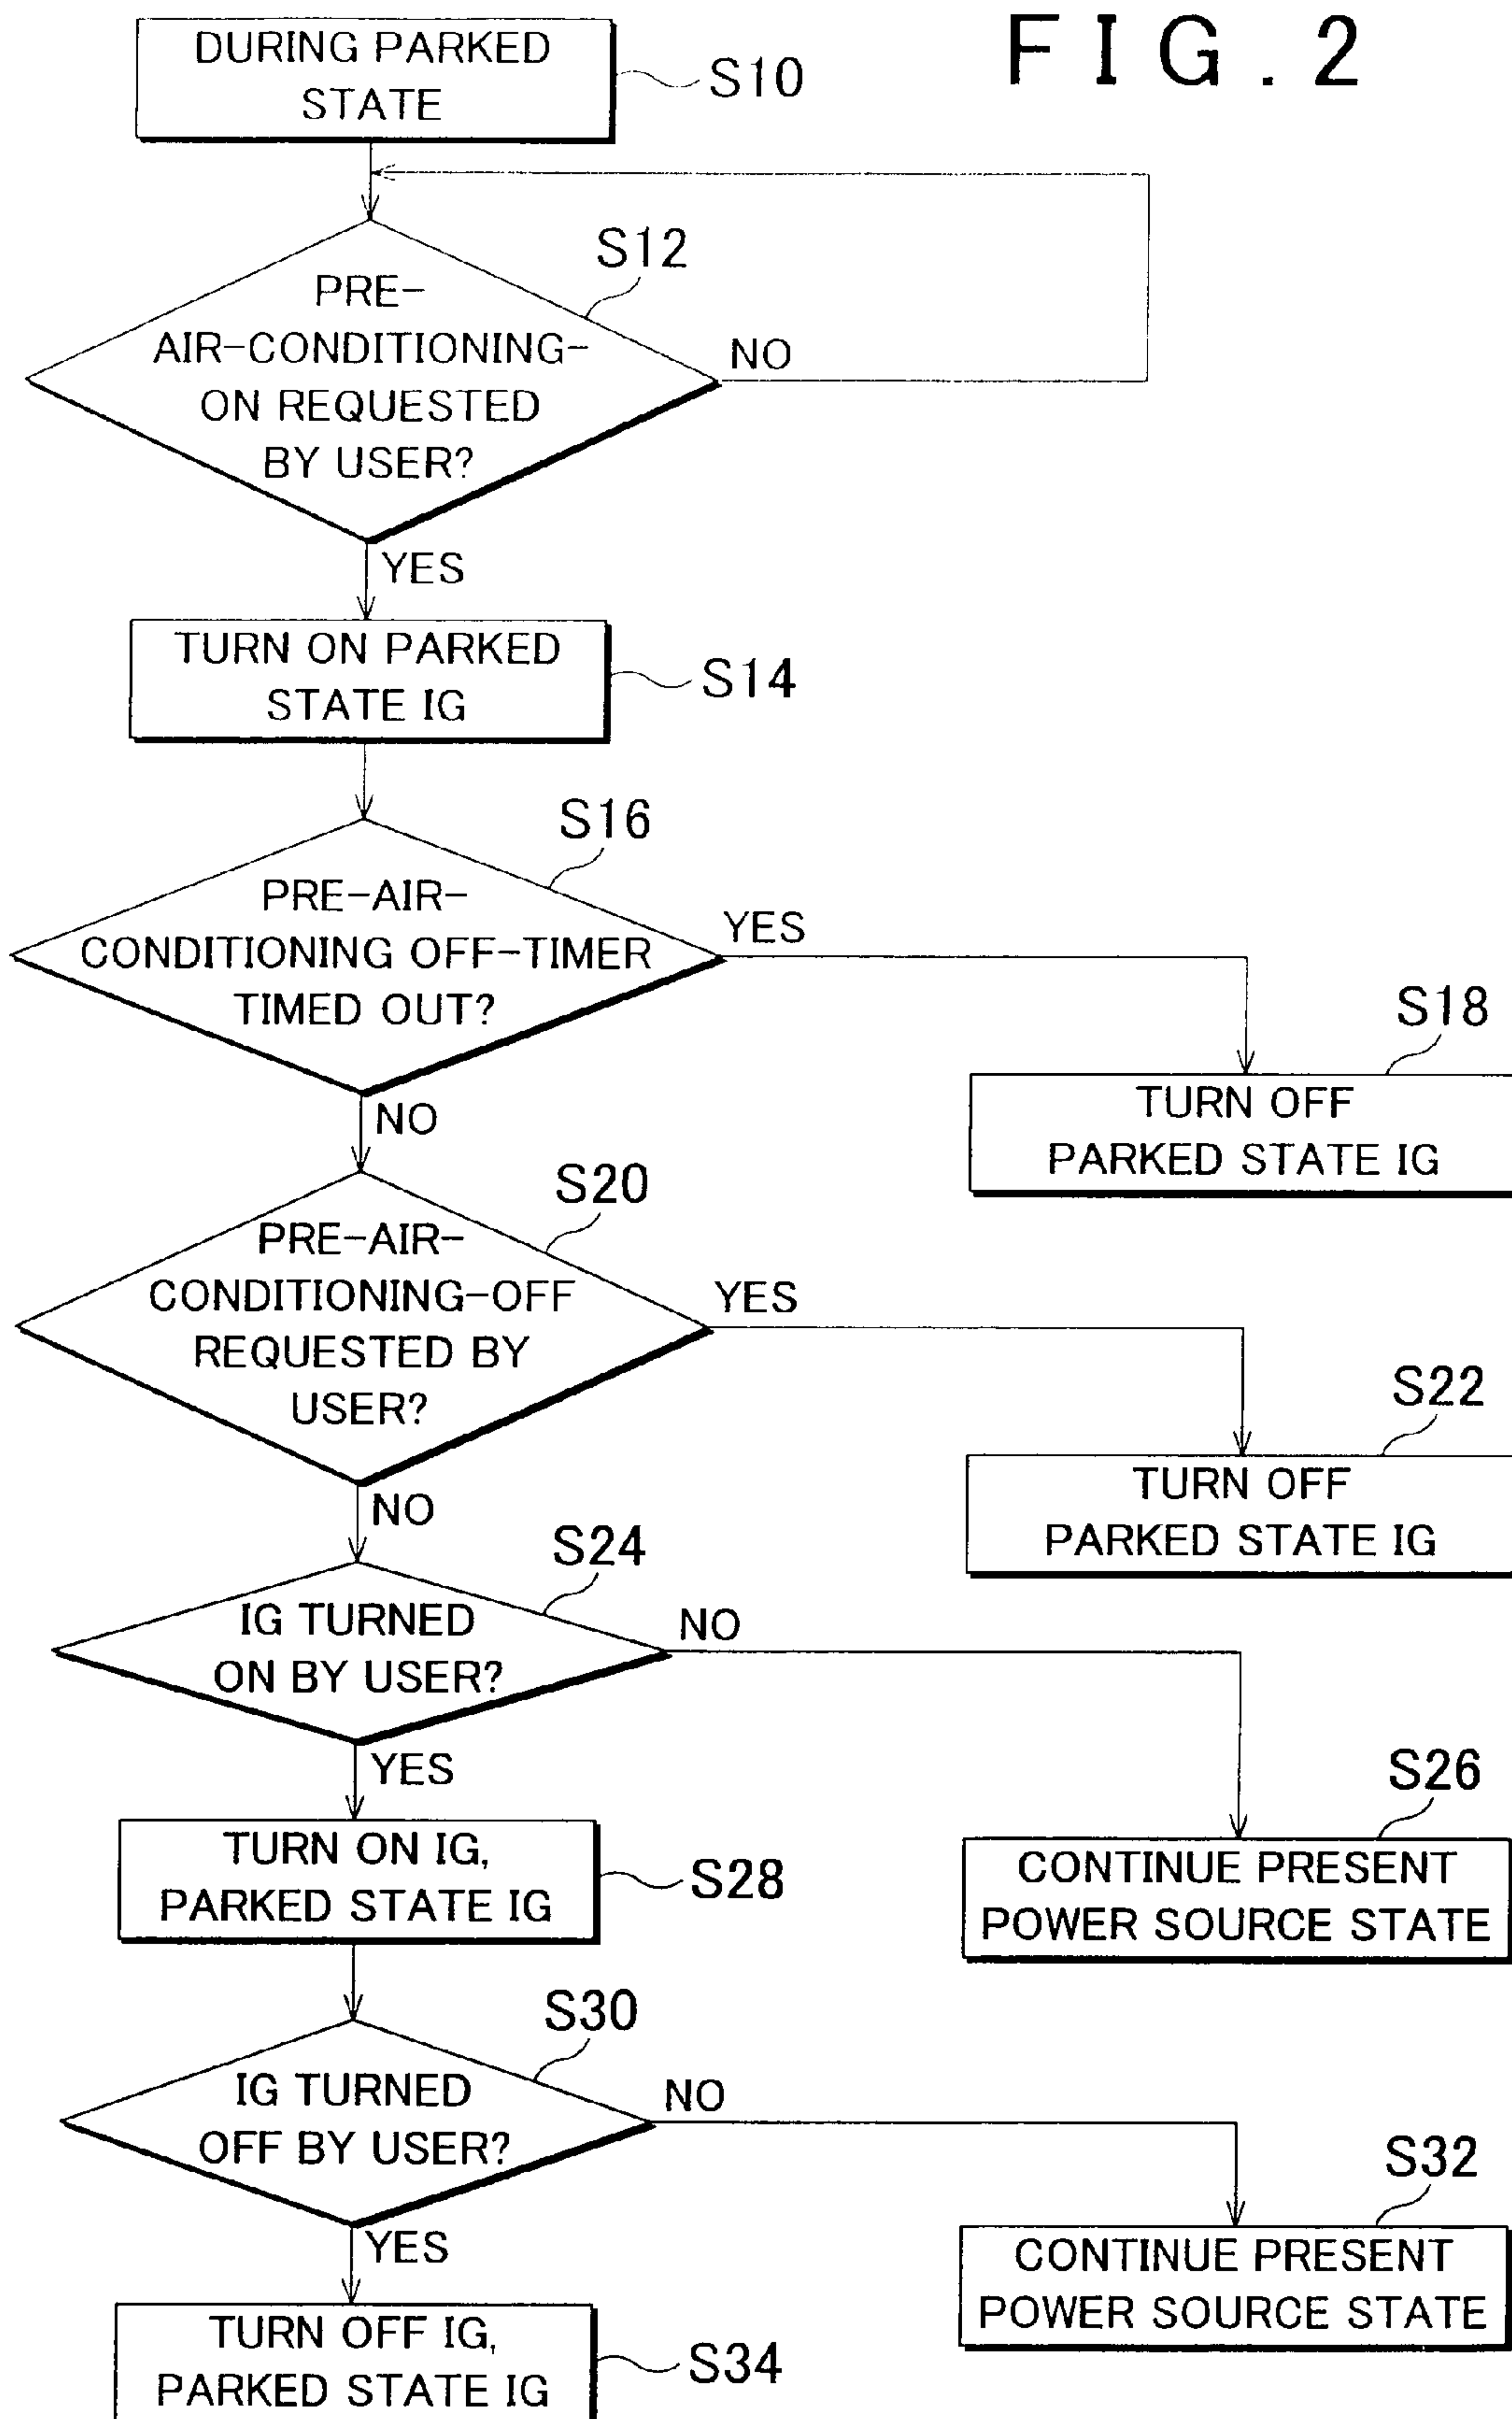 FIG.2
DURING PARKED
STATE
S10
S12
PRE-
AIR-CONDITIONING-
ON REQUESTED
BY USER?
NO
YES
TURN ON PARKED
STATE IG
S14
S16
PRE-AIR-
CONDITIONING OFF-TIMER
TIMED OUT?
YES
S18
TURN OFF
PARKED STATE IG
NO
S20
PRE-AIR-
CONDITIONING-OFF
REQUESTED BY
USER?
YES
S22
TURN OFF
PARKED STATE IG
NO
S24
IG TURNED
ON BY USER?
NO
S26
CONTINUE PRESENT
POWER SOURCE STATE
YES
TURN ON IG,
PARKED STATE IG
S28
S30
IG TURNED
OFF BY USER?
NO
S32
CONTINUE PRESENT
POWER SOURCE STATE
YES
TURN OFF IG,
PARKED STATE IG
S34